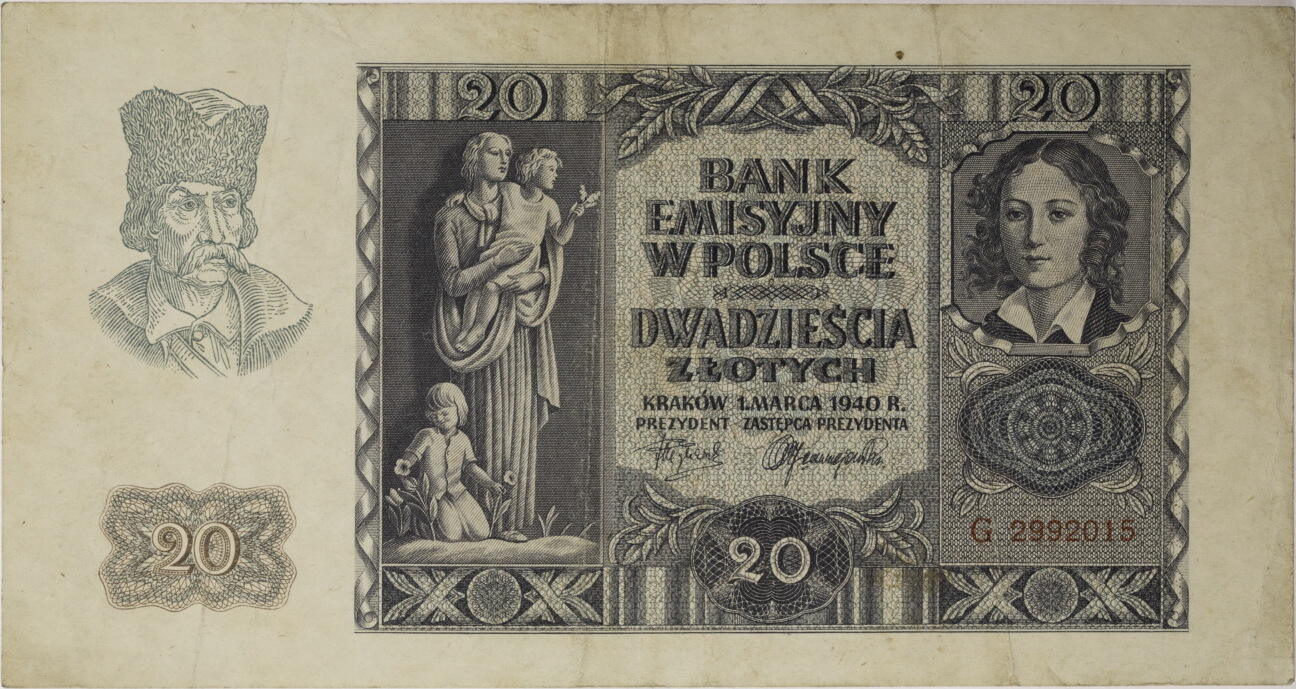 20
20
BANK
EMISYJNY
W POLSCE
DWADZIEŚCIA
ZŁOTYCH
KRAKÓW 1.MARCA 1940 R.
PREZYDENT ZASTĘPCA PREZYDENTA
G 2992015
20
20